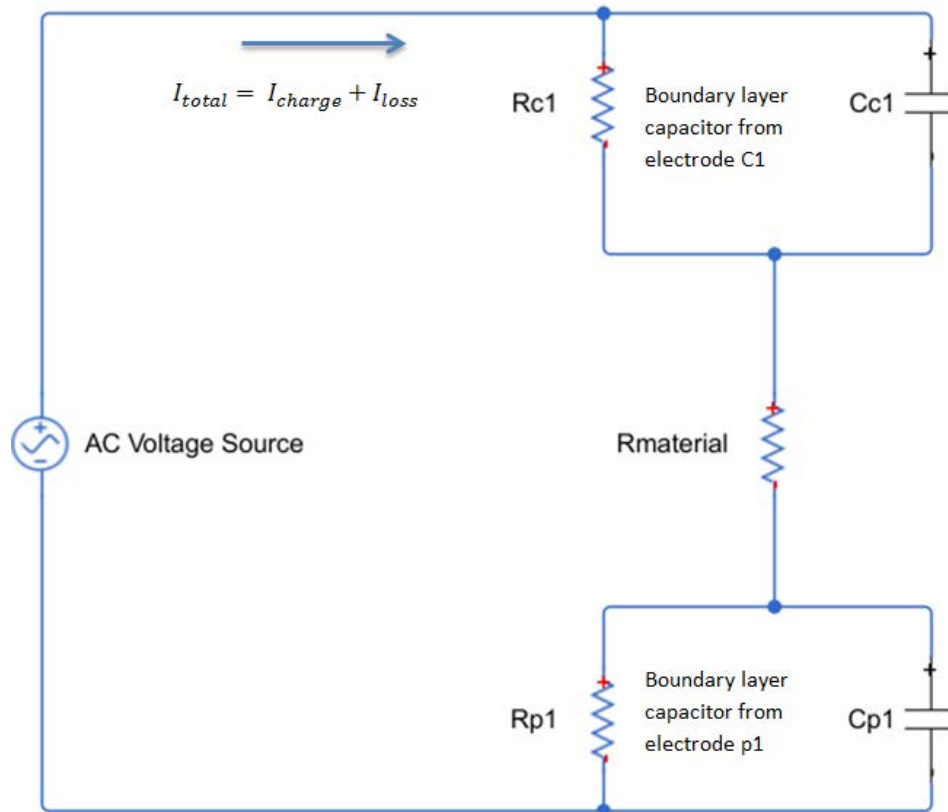 I_total = I_charge + I_loss
Rc1
Boundary layer
capacitor from
electrode C1
Cc1
AC Voltage Source
Rmaterial
Rp1
Boundary layer
capacitor from
electrode p1
Cp1